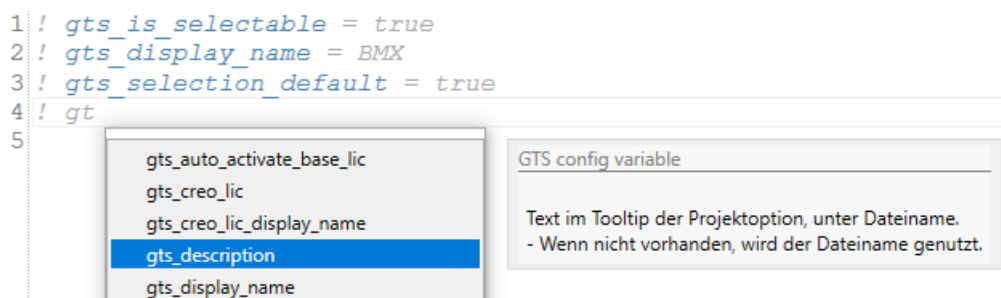 1 ! gts_is_selectable = true
2 ! gts_display_name = BMX
3 ! gts_selection_default = true
4 ! gt
5
gts_auto_activate_base_lic
gts_creo_lic
gts_creo_lic_display_name
gts_description
gts_display_name
GTS config variable
Text im Tooltip der Projektoption, unter Dateiname.
- Wenn nicht vorhanden, wird der Dateiname genutzt.